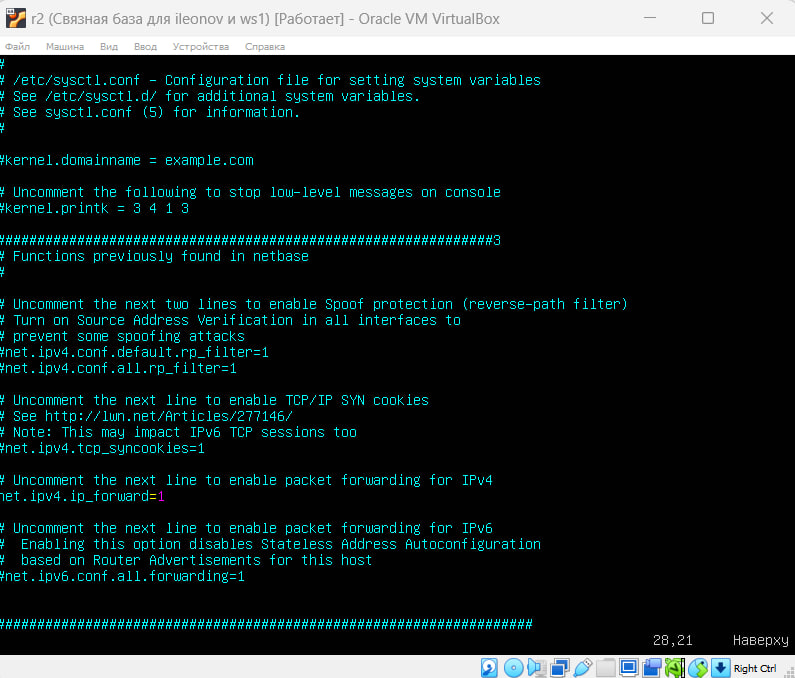 r2 (Связная база для ileonov и ws1) [Работает] - Oracle VM VirtualBox
Файл Машина Вид Ввод Устройства Справка
#
# /etc/sysctl.conf - Configuration file for setting system variables
# See /etc/sysctl.d/ for additional system variables.
# See sysctl.conf (5) for information.
#
#kernel.domainname = example.com
# Uncomment the following to stop low-level messages on console
#kernel.printk = 3 4 1 3
##############################################################3
# Functions previously found in netbase
#
# Uncomment the next two lines to enable Spoof protection (reverse-path filter)
# Turn on Source Address Verification in all interfaces to
# prevent some spoofing attacks
#net.ipv4.conf.default.rp_filter=1
#net.ipv4.conf.all.rp_filter=1
# Uncomment the next line to enable TCP/IP SYN cookies
# See http://lwn.net/Articles/277146/
# Note: This may impact IPv6 TCP sessions too
#net.ipv4.tcp_syncookies=1
# Uncomment the next line to enable packet forwarding for IPv4
net.ipv4.ip_forward=1
# Uncomment the next line to enable packet forwarding for IPv6
#  Enabling this option disables Stateless Address Autoconfiguration
#  based on Router Advertisements for this host
#net.ipv6.conf.all.forwarding=1
###################################################################
28,21 Наверху
Right Ctrl